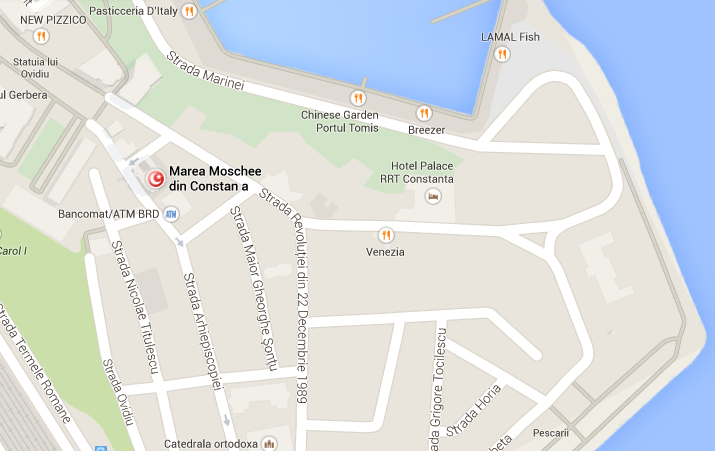 Pasticceria D'Italy
NEW PIZZICO
Statuia lui
Ovidiu
ul Gerbera
Strada Marinei
LAMAL Fish
Chinese Garden
Portul Tomis
Breezer
Hotel Palace
RRT Constanta
Marea Moschee
din Constan a
Bancomat/ATM BRD
ATM
Carol I
Venezia
Strada Revoluției din 22 Decembrie 1989
Strada Maior Gheorghe Șonțu
Strada Nicolae Titulescu
Strada Arhiepiscopiei
Strada Ovidiu
Strada Termele Romane
ada Grigore Tocilescu
Strada Horia
beta
Pescarii
Catedrala ortodoxa